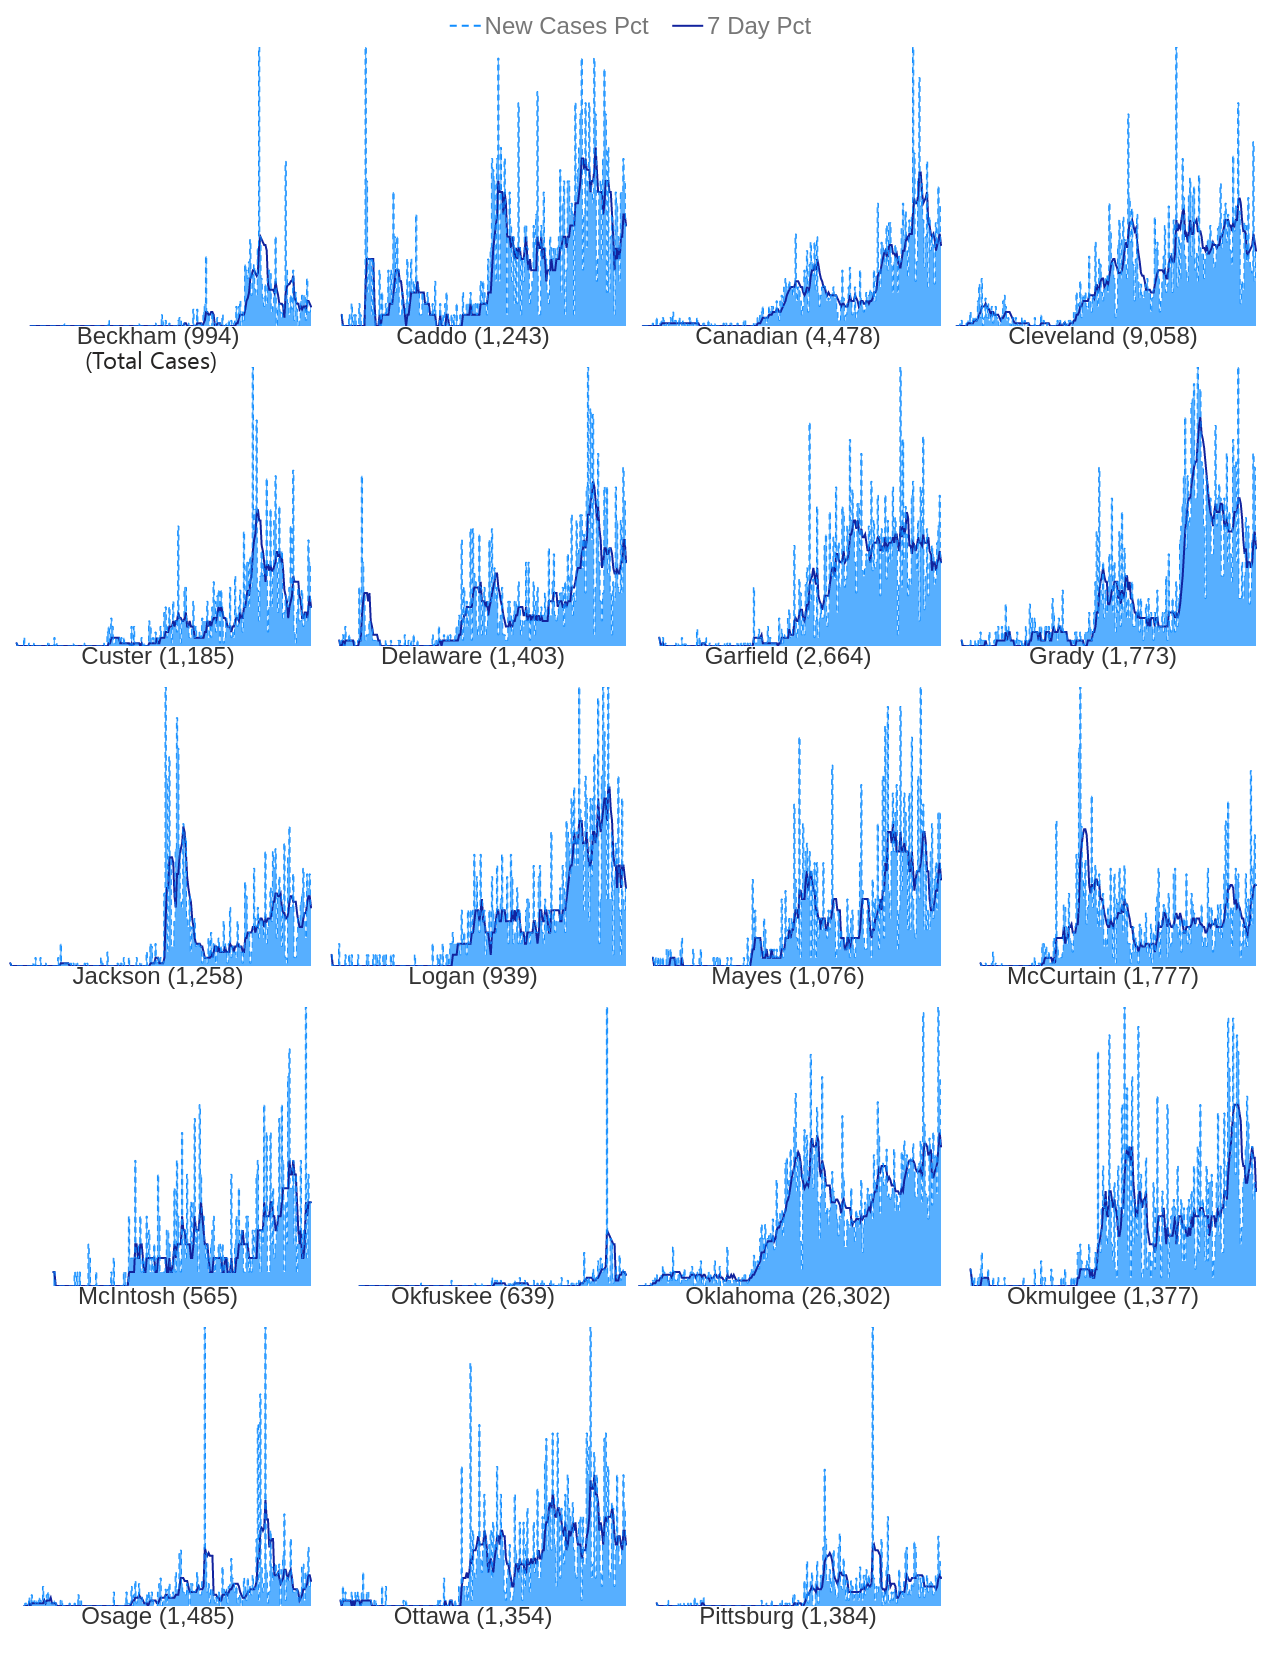 New Cases Pct 7 Day Pct
Beckham (994) Caddo (1,243) Canadian (4,478) Cleveland (9,058)
(Total Cases)
Custer (1,185) Delaware (1,403) Garfield (2,664) Grady (1,773)
Jackson (1,258) Logan (939) Mayes (1,076) McCurtain (1,777)
McIntosh (565) Okfuskee (639) Oklahoma (26,302) Okmulgee (1,377)
Osage (1,485) Ottawa (1,354) Pittsburg (1,384)